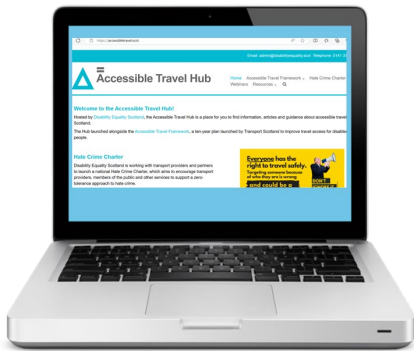 https://accessibletravel.scot
Email: admin@disabilityequality.scot Telephone: 0141 3
Accessible Travel Hub
Home Accessible Travel Framework Hate Crime Charter
Webinars Resources
Welcome to the Accessible Travel Hub!
Hosted by Disability Equality Scotland, the Accessible Travel Hub is a place for you to find information, articles and guidance about accessible travel
Scotland.
The Hub launched alongside the Accessible Travel Framework, a ten-year plan launched by Transport Scotland to improve travel access for disabled
people.
Hate Crime Charter
Disability Equality Scotland is working with transport providers and partners
to launch a national Hate Crime Charter, which aims to encourage transport
providers, members of the public and other services to support a zero-
tolerance approach to hate crime.
Everyone has the
right to travel safely.
Targeting someone because
of who they are is wrong
and could be a
DON'T